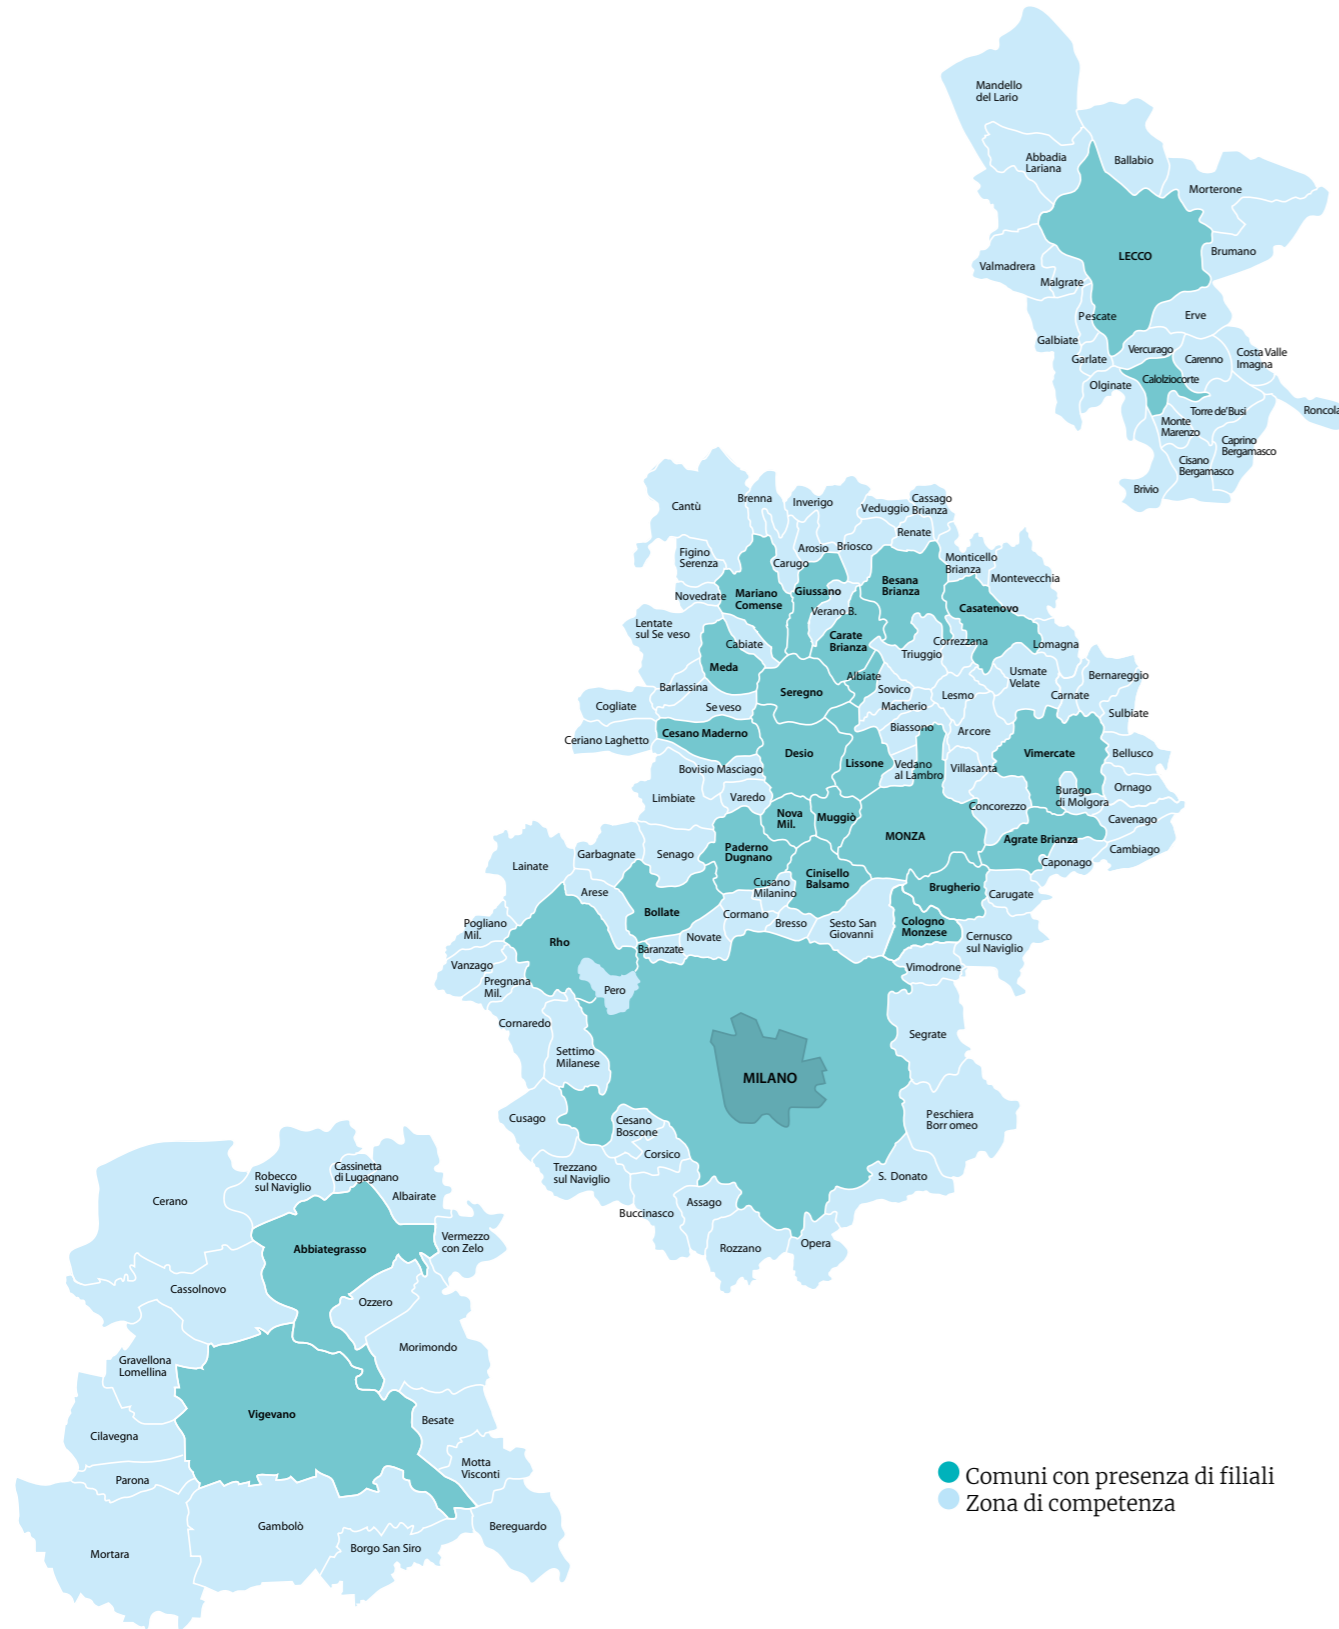 Mandello
del Lario
Abbadia
Lariana
Ballabio
Morterone
Brumano
LECCO
Valmadrera
Malgrate
Pescate
Erve
Galbiate
Garlate
Vercurago
Carenno
Costa Valle
Imagna
Olginate
Calolziocorte
Roncola
Torre de'Busi
Monte
Marenzo
Caprino
Bergamasco
Cisano
Bergamasco
Brivio
Cantù
Brenna
Inverigo
Veduggio
Cassago
Brianza
Renate
Arosio
Briosco
Figino
Serenza
Carugo
Monticello
Brianza
Montevecchia
Novedrate
Mariano
Comense
Giussano
Besana
Brianza
Verano B.
Casatenovo
Lentate
sul Se veso
Cabiate
Carate
Brianza
Correzzana
Triuggio
Lomagna
Meda
Albiate
Usmate
Velate
Bernareggio
Barlassina
Seregno
Sovico
Lesmo
Carnate
Cogliate
Se veso
Macherio
Sulbiate
Ceriano Laghetto
Cesano Maderno
Biassono
Arcore
Desio
Lissone
Vedano
al Lambro
Villasanta
Vimercate
Bellusco
Bovisio Masciago
Limbiate
Varedo
Burago
di Molgora
Ornago
Concorezzo
Nova
Mil.
Muggiò
MONZA
Cavenago
Agrate Brianza
Cambiago
Caponago
Lainate
Garbagnate
Senago
Paderno
Dugnano
Cinisello
Balsamo
Cusano
Milanino
Brugherio
Carugate
Arese
Bollate
Cormano
Bresso
Sesto San
Giovanni
Cologno
Monzese
Pogliano
Mil.
Rho
Baranzate
Novate
Cernusco
sul Naviglio
Vanzago
Pregnana
Mil.
Pero
Vimodrone
Cornaredo
Settimo
Milanese
Segrate
MILANO
Cusago
Cesano
Boscone
Peschiera
Borr omeo
Corsico
Trezzano
sul Naviglio
S. Donato
Buccinasco
Assago
Rozzano
Opera
Cerano
Robecco
sul Naviglio
Cassinetta
di Lugagnano
Albairate
Abbiategrasso
Vermezzo
con Zelo
Cassolnovo
Ozzero
Morimondo
Gravellona
Lomellina
Vigevano
Besate
Cilavegna
Motta
Visconti
Parona
Gambolò
Bereguardo
Mortara
Borgo San Siro
Comuni con presenza di filiali
Zona di competenza